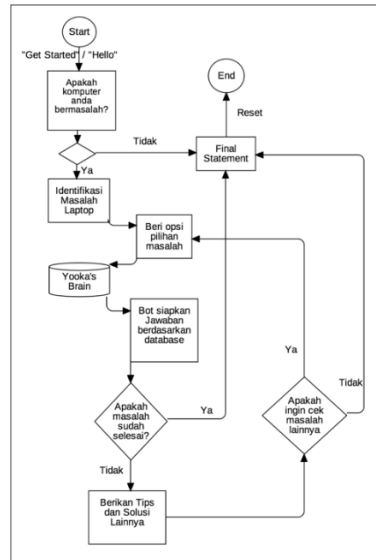 Start
"Get Started" / "Hello"
Apakah
komputer
anda
bermasalah?
End
Reset
Tidak
Final
Statement
Ya
Identifikasi
Masalah
Laptop
Beri opsi
pilihan
masalah
Yooka's
Brain
Bot siapkan
Jawaban
berdasarkan
database
Ya
Tidak
Apakah
masalah
sudah
selesai?
Ya
Apakah
ingin cek
masalah
lainnya
Tidak
Berikan Tips
dan Solusi
Lainnya